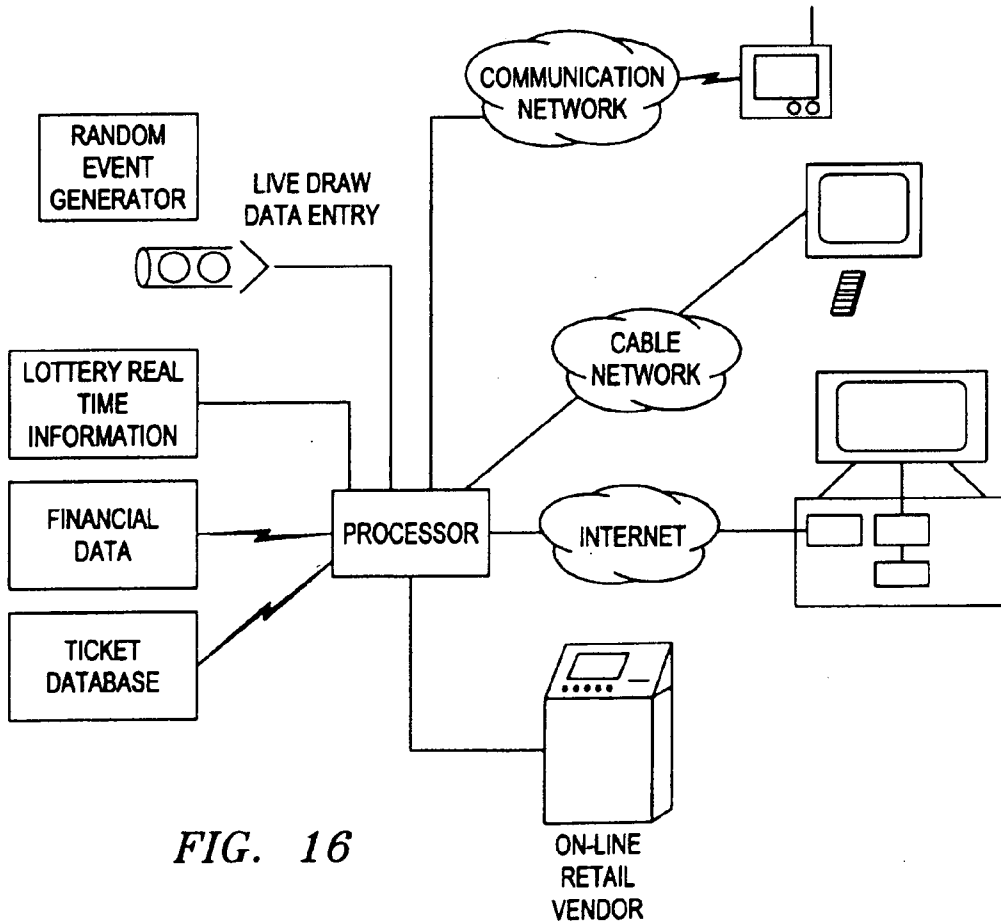 COMMUNICATION
NETWORK
RANDOM
EVENT
GENERATOR
LIVE DRAW
DATA ENTRY
CABLE
NETWORK
LOTTERY REAL
TIME
INFORMATION
FINANCIAL
DATA
PROCESSOR
INTERNET
TICKET
DATABASE
FIG. 16
ON-LINE
RETAIL
VENDOR